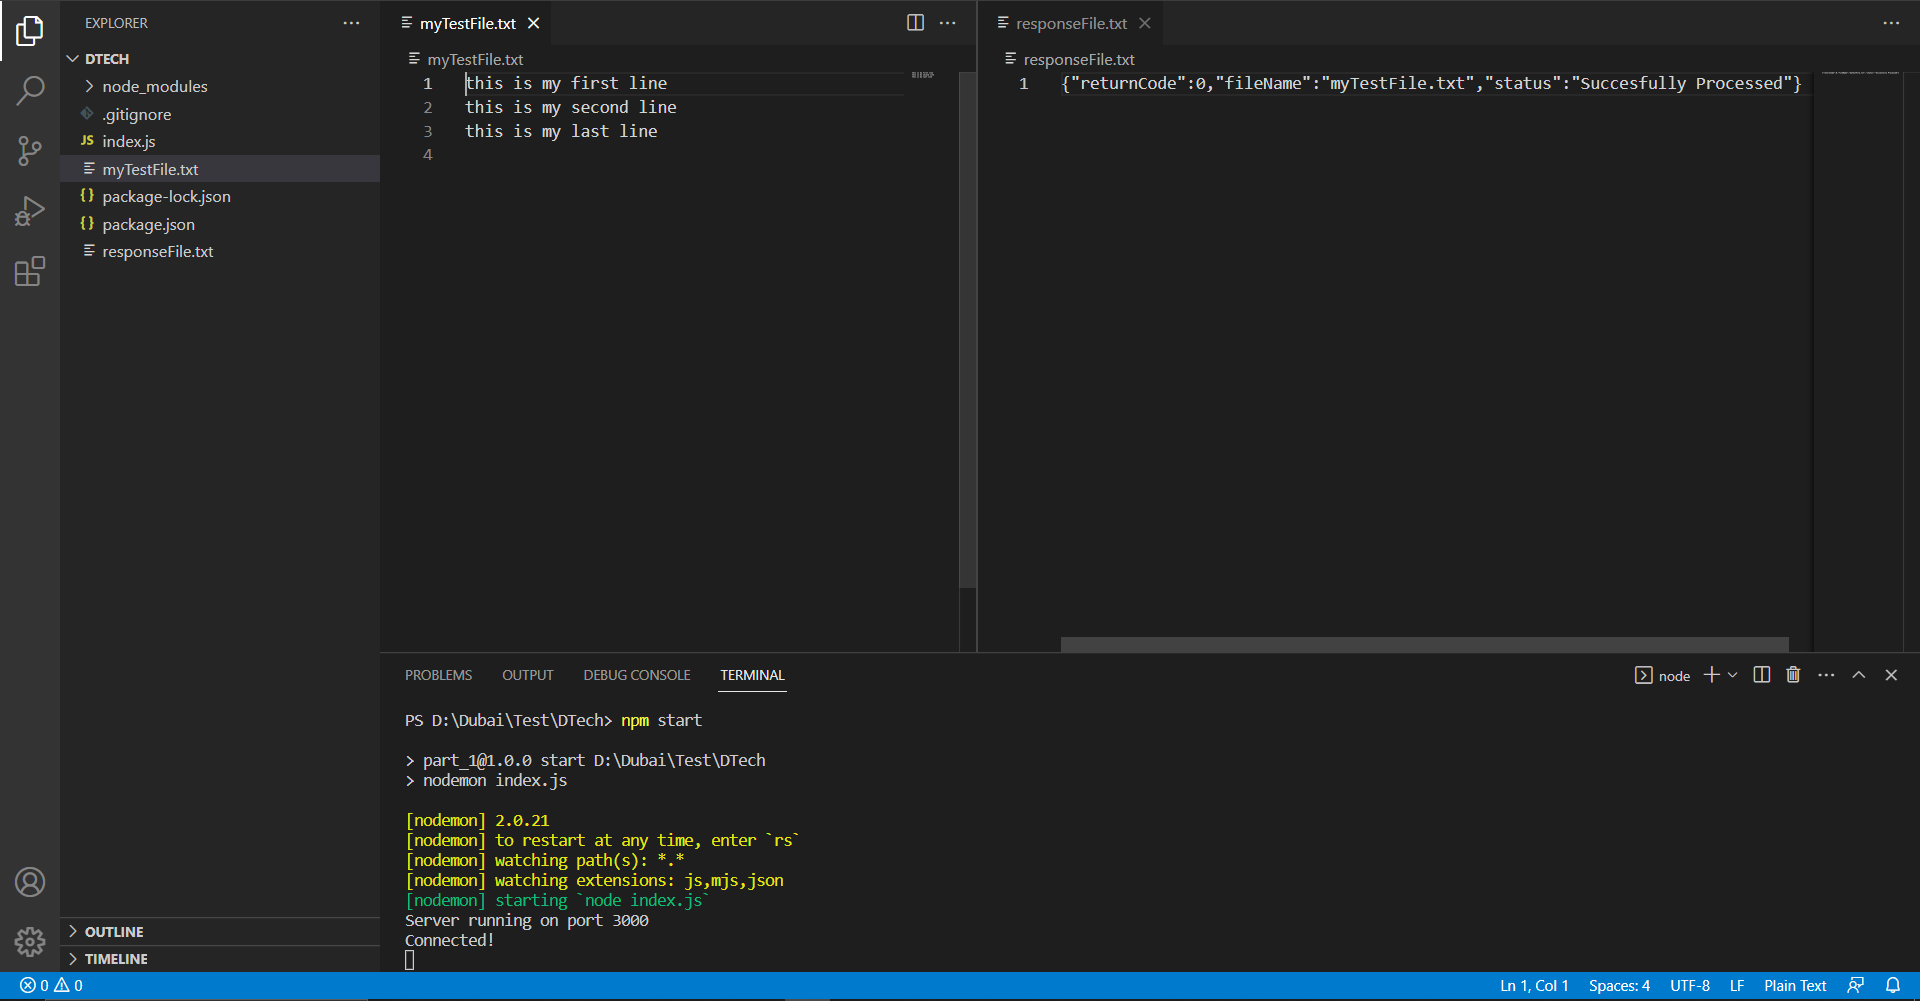 EXPLORER
DTECH
node_modules
.gitignore
JS index.js
myTestFile.txt
{} package-lock.json
{} package.json
responseFile.txt
OUTLINE
TIMELINE
myTestFile.txt
myTestFile.txt
1 this is my first line
2 this is my second line
3 this is my last line
4
responseFile.txt
responseFile.txt
1 {"returnCode":0,"fileName":"myTestFile.txt","status":"Succesfully Processed"}
PROBLEMS OUTPUT DEBUG CONSOLE TERMINAL
node
PS D:\Dubai\Test\DTech> npm start
> part_1@1.0.0 start D:\Dubai\Test\DTech
> nodemon index.js
[nodemon] 2.0.21
[nodemon] to restart at any time, enter `rs`
[nodemon] watching path(s): *.*
[nodemon] watching extensions: js,mjs,json
[nodemon] starting `node index.js`
Server running on port 3000
Connected!
0 0
Ln 1, Col 1 Spaces: 4 UTF-8 LF Plain Text